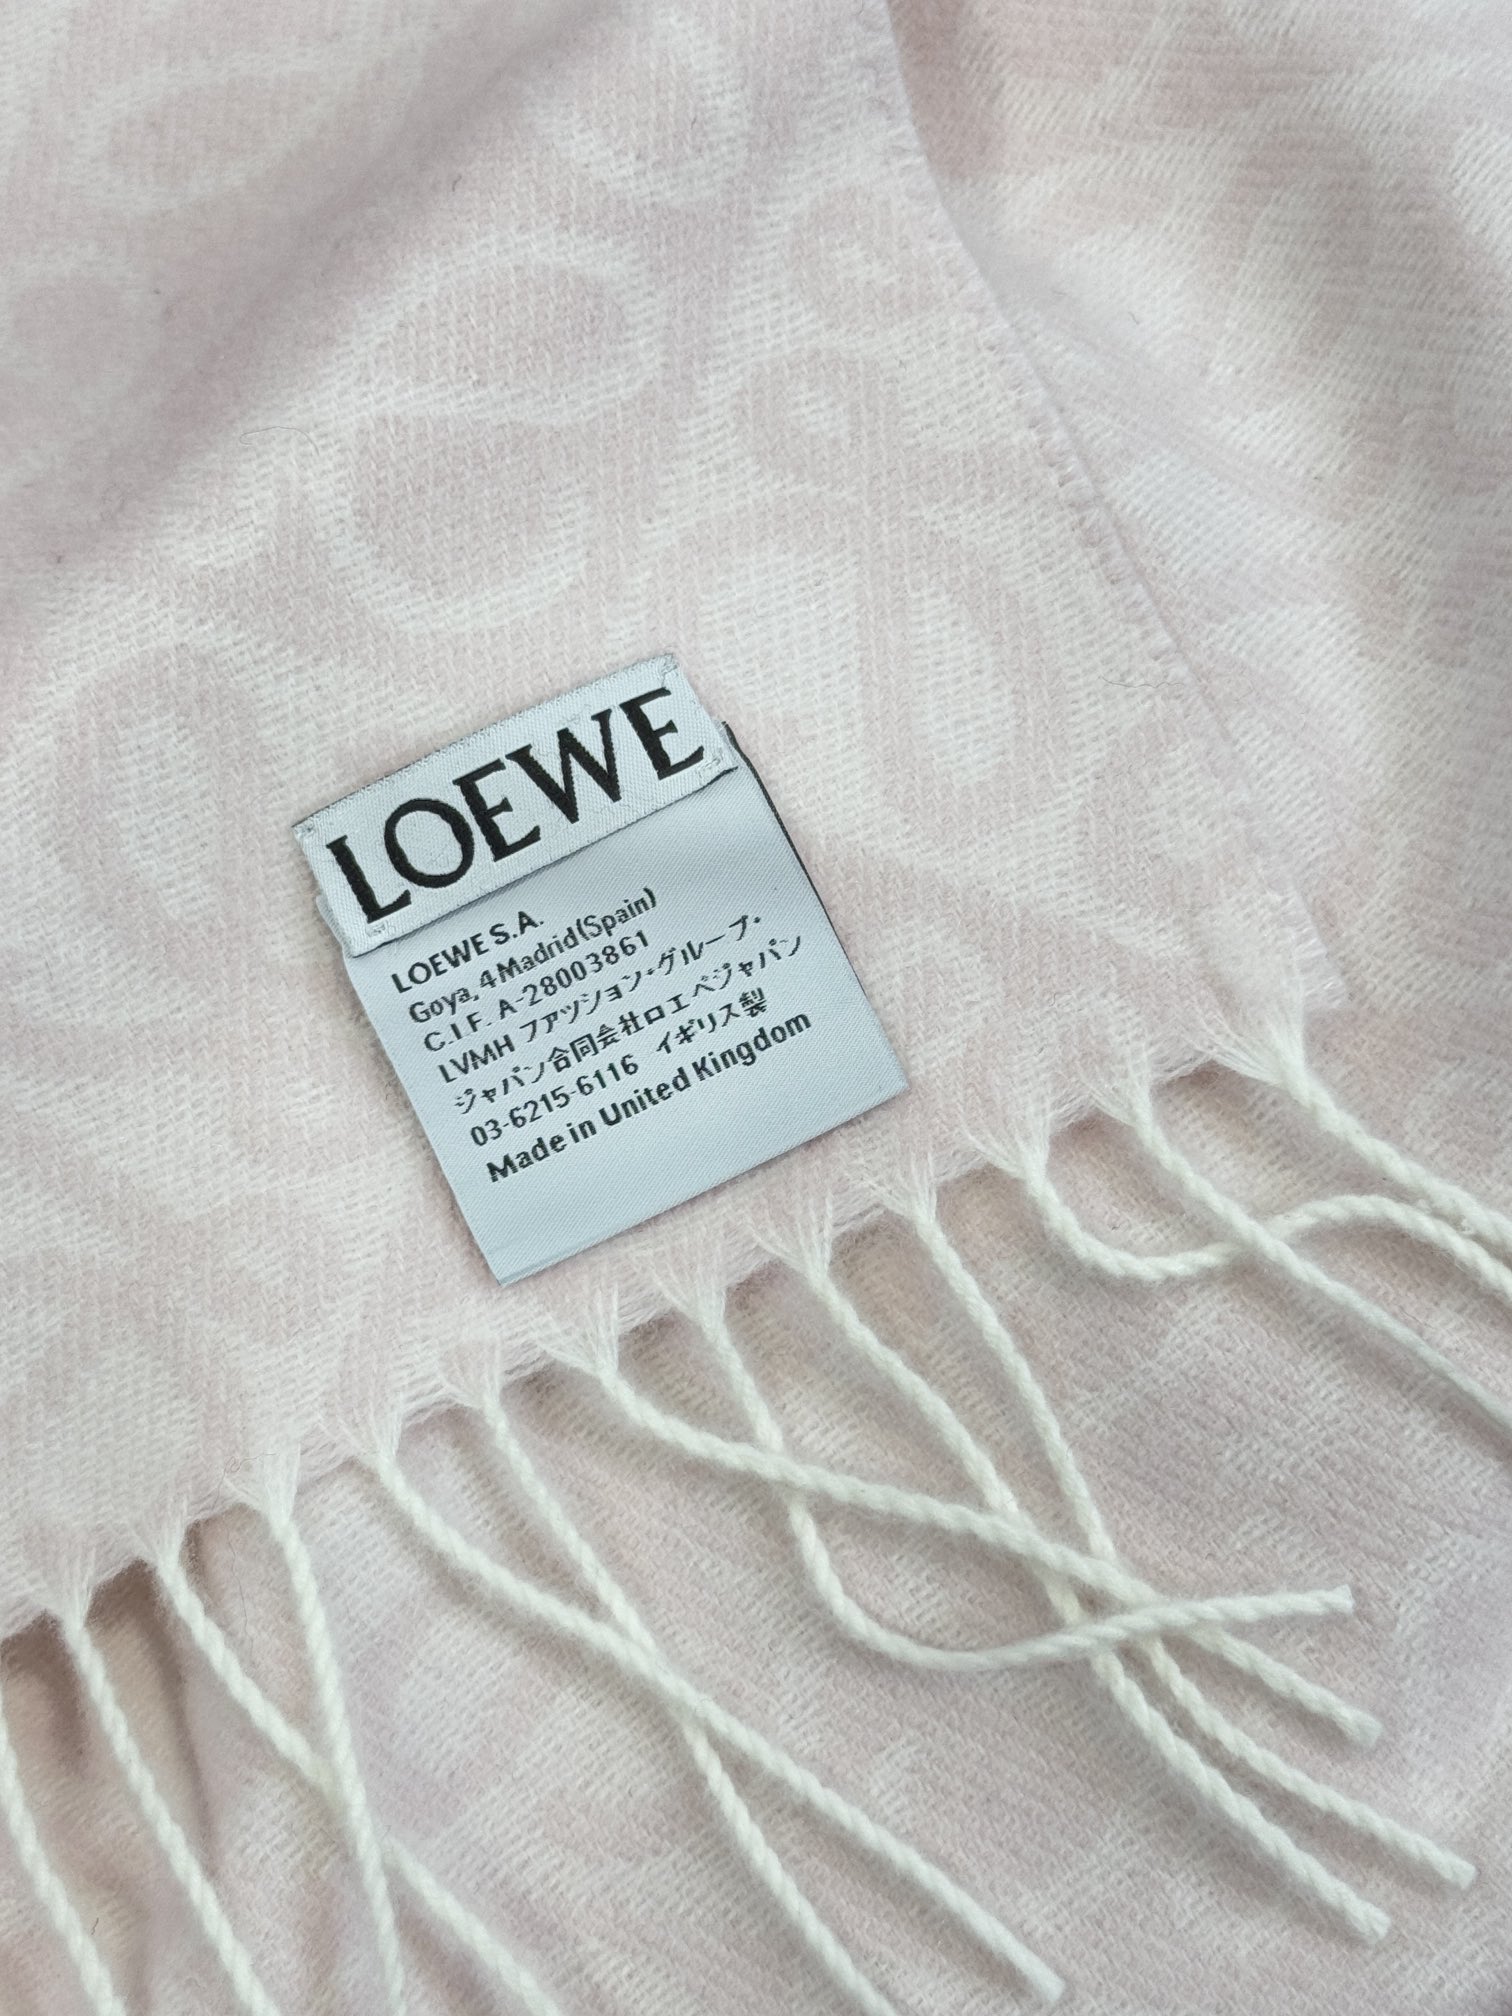 LOEWE
LOEWE S.A.
Goya, 4 Madrid (Spain)
C.I.F. A-28003861
LVMH ファッション・グループ・
ジャパン合同会社ロエベジャパン
03-6215-6116 イギリス製
Made in United Kingdom